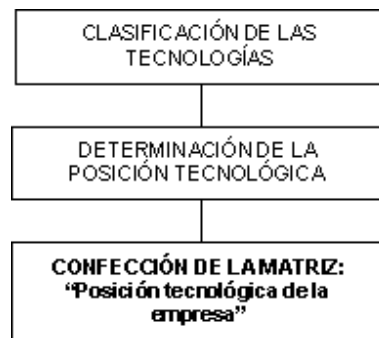 CLASIFICACIÓN DE LAS
TECNOLOGÍAS
DETERMINACIÓN DE LA
POSICIÓN TECNOLÓGICA
CONFECCIÓN DE LA MATRIZ:
“Posición tecnológica de la
empresa”